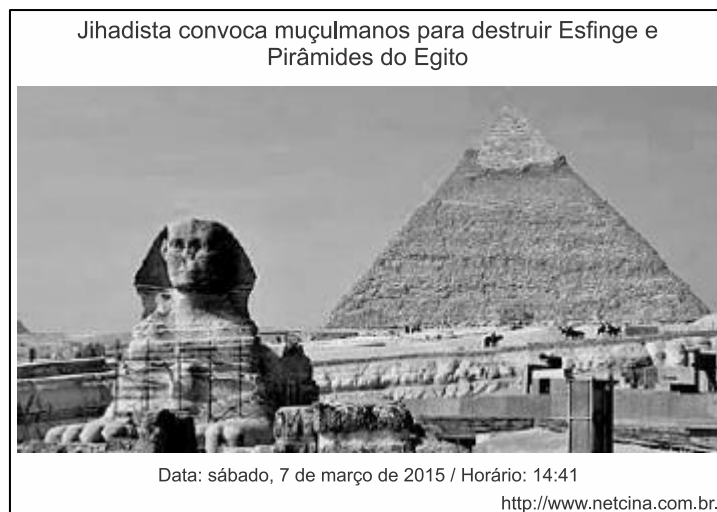 Jihadista convoca muçulmanos para destruir Esfinge e
Pirâmides do Egito
Data: sábado, 7 de março de 2015 / Horário: 14:41
http://www.netcina.com.br.